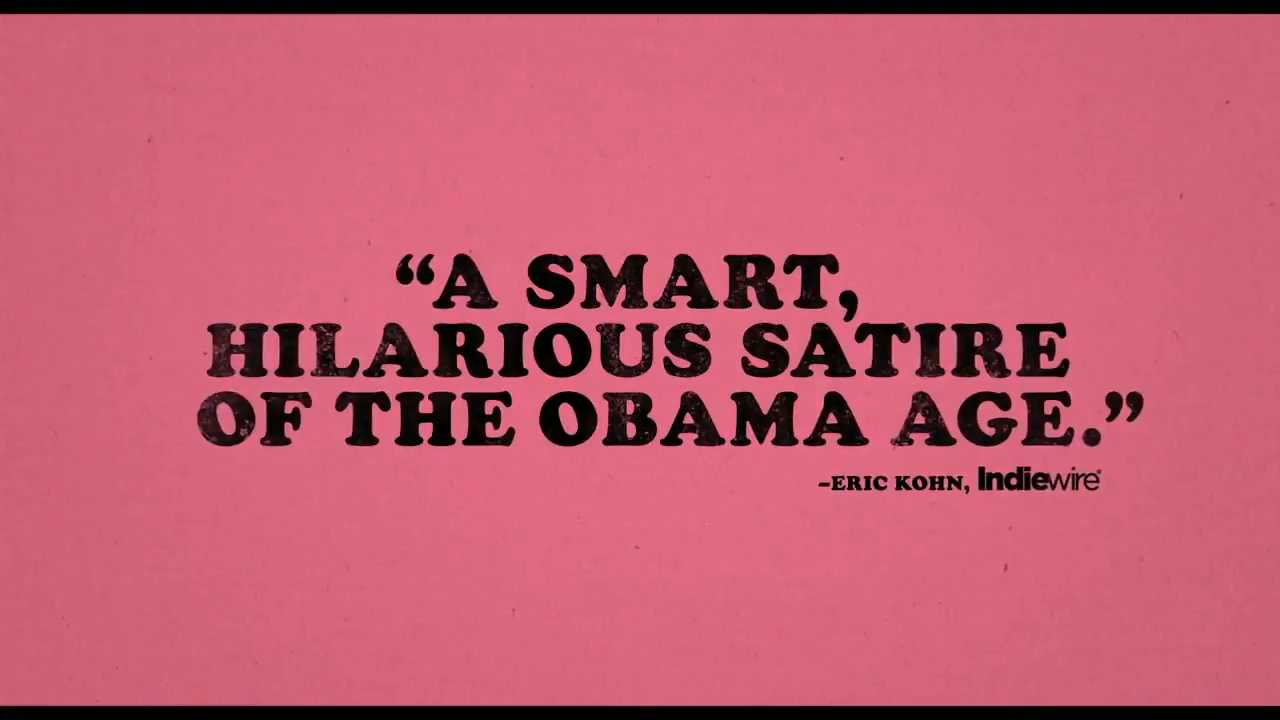 “A SMART,
HILARIOUS SATIRE
OF THE OBAMA AGE.”
–ERIC KOHN, Indiewire